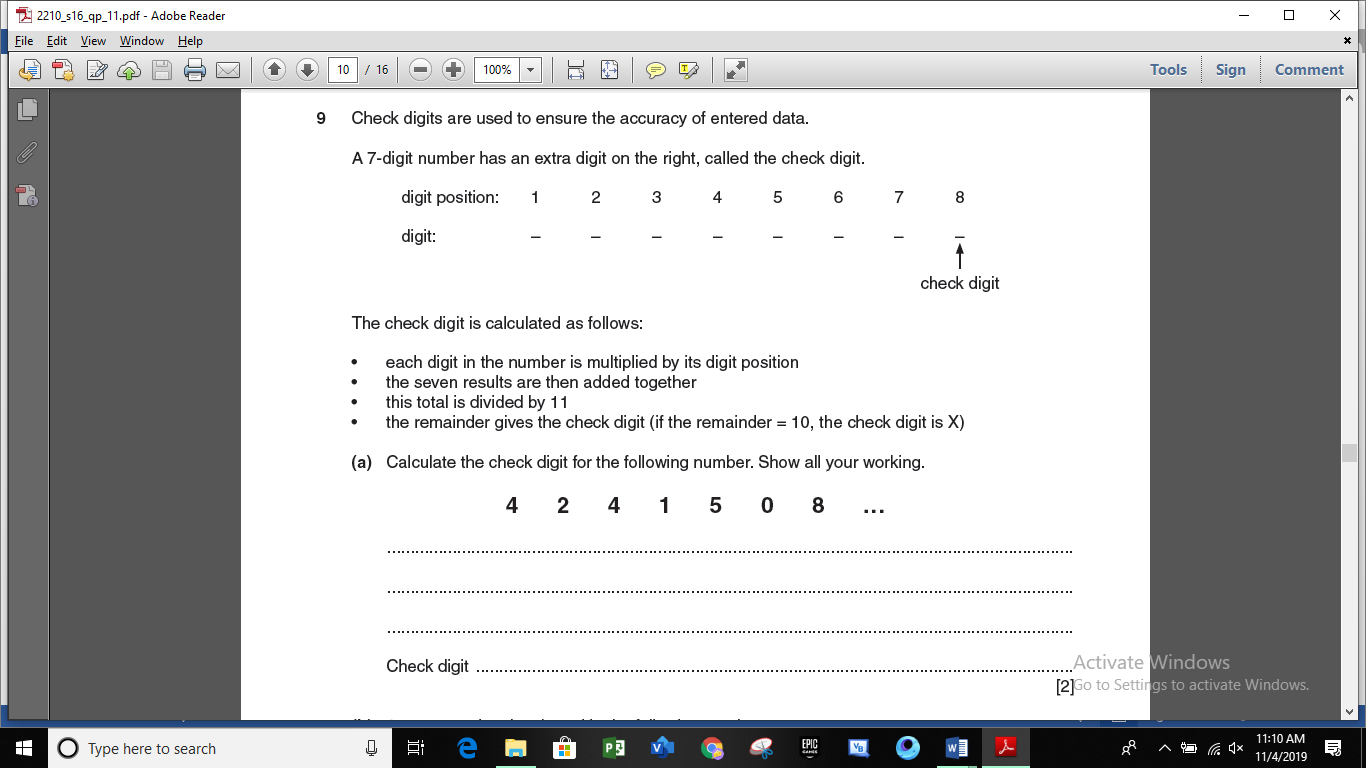 2210_s16_qp_11.pdf - Adobe Reader
File Edit View Window Help
10 / 16 100% Tools Sign Comment
9 Check digits are used to ensure the accuracy of entered data.
A 7-digit number has an extra digit on the right, called the check digit.
digit position: 1 2 3 4 5 6 7 8
digit: – – – – – – – –
check digit
The check digit is calculated as follows:
• each digit in the number is multiplied by its digit position
• the seven results are then added together
• this total is divided by 11
• the remainder gives the check digit (if the remainder = 10, the check digit is X)
(a) Calculate the check digit for the following number. Show all your working.
4 2 4 1 5 0 8 ...
Check digit
[2]
Activate Windows
Go to Settings to activate Windows.
Type here to search
EPIC GAMES
11:10 AM
11/4/2019